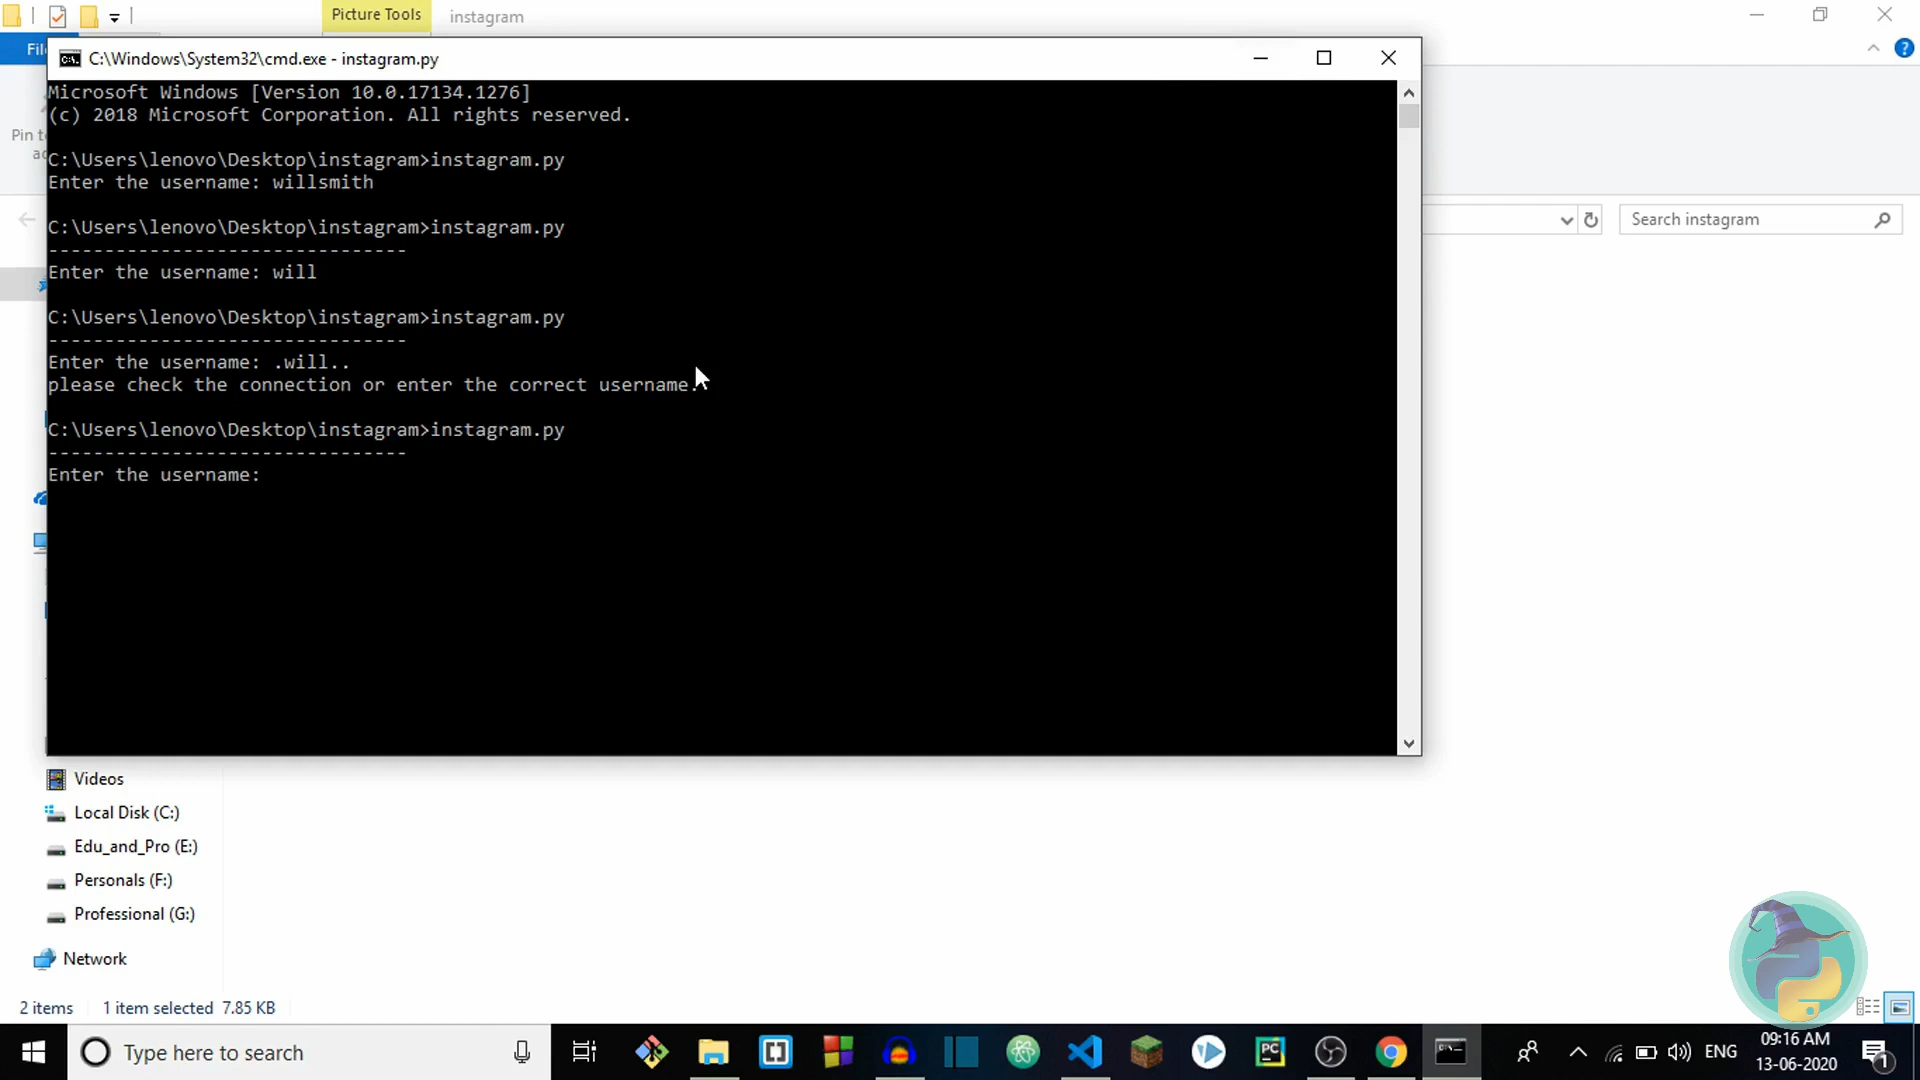 Picture Tools
instagram
C:\Windows\System32\cmd.exe - instagram.py
Microsoft Windows [Version 10.0.17134.1276]
(c) 2018 Microsoft Corporation. All rights reserved.
C:\Users\lenovo\Desktop\instagram>instagram.py
Enter the username: willsmith
C:\Users\lenovo\Desktop\instagram>instagram.py
--------------------------------
Enter the username: will
C:\Users\lenovo\Desktop\instagram>instagram.py
--------------------------------
Enter the username: .will..
please check the connection or enter the correct username.
C:\Users\lenovo\Desktop\instagram>instagram.py
--------------------------------
Enter the username:
Search instagram
Videos
Local Disk (C:)
Edu_and_Pro (E:)
Personals (F:)
Professional (G:)
Network
2 items 1 item selected 7.85 KB
Type here to search
PC
ENG
09:16 AM
13-06-2020
1